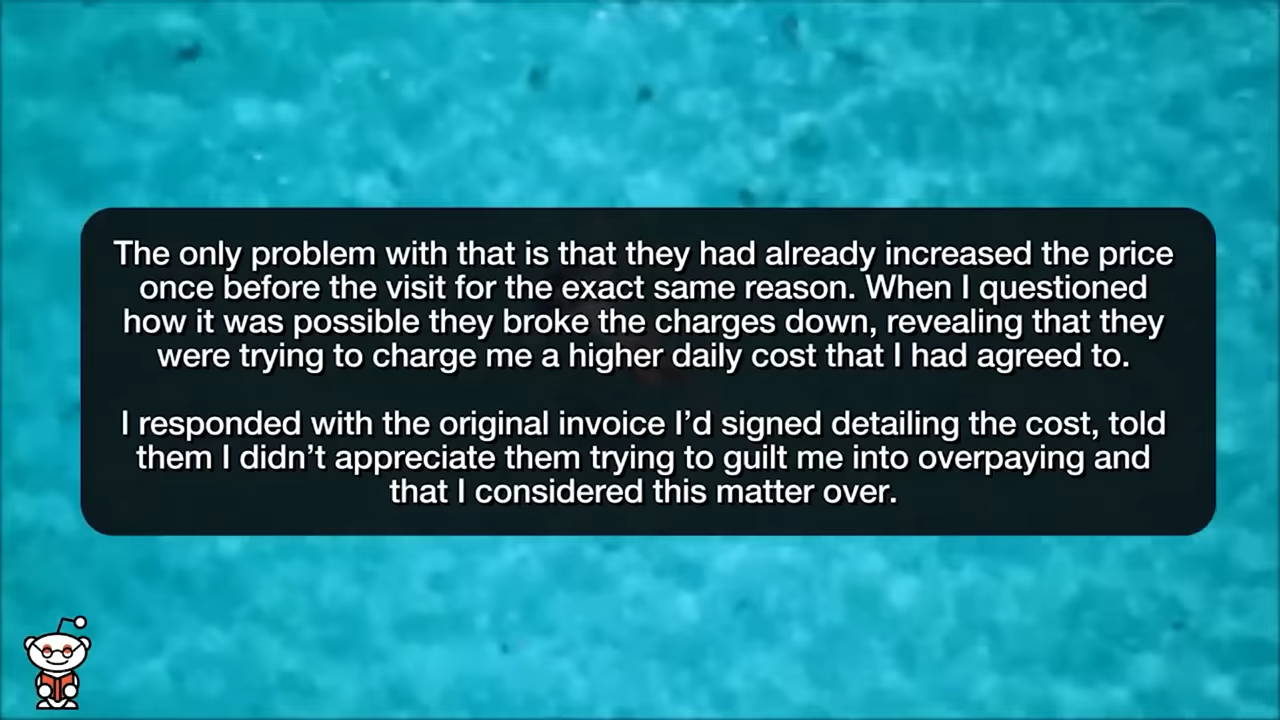 The only problem with that is that they had already increased the price
once before the visit for the exact same reason. When I questioned
how it was possible they broke the charges down, revealing that they
were trying to charge me a higher daily cost that I had agreed to.
I responded with the original invoice I’d signed detailing the cost, told
them I didn’t appreciate them trying to guilt me into overpaying and
that I considered this matter over.